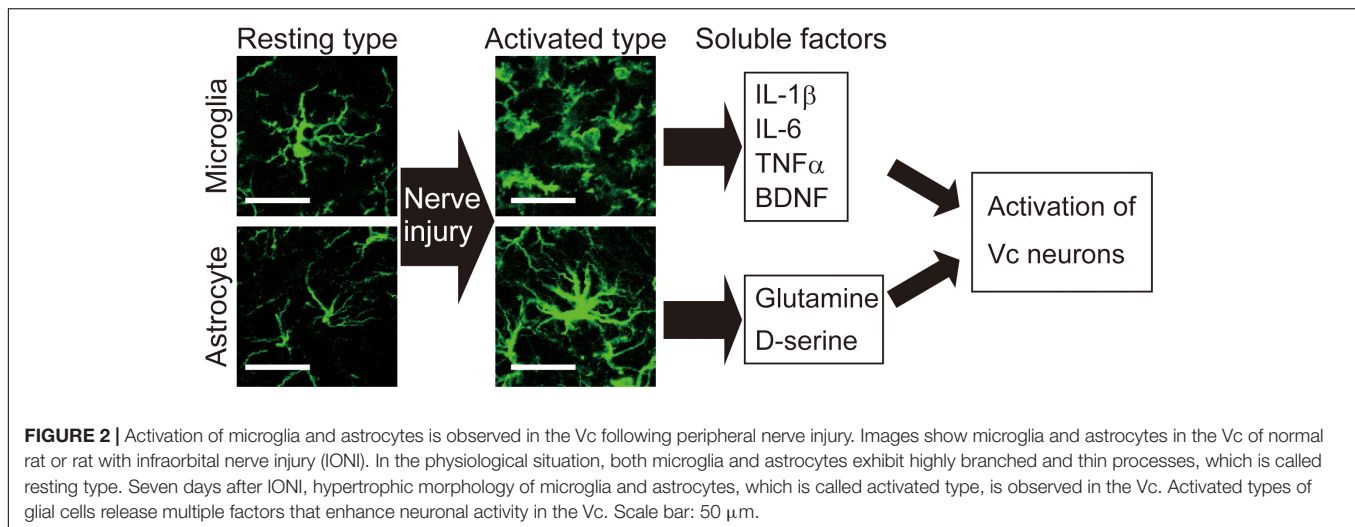 Resting type
Activated type
Soluble factors
Microglia
Astrocyte
Nerve
injury
IL-1β
IL-6
TNFα
BDNF
Glutamine
D-serine
Activation of
Vc neurons
FIGURE 2 | Activation of microglia and astrocytes is observed in the Vc following peripheral nerve injury. Images show microglia and astrocytes in the Vc of normal
rat or rat with infraorbital nerve injury (IONI). In the physiological situation, both microglia and astrocytes exhibit highly branched and thin processes, which is called
resting type. Seven days after IONI, hypertrophic morphology of microglia and astrocytes, which is called activated type, is observed in the Vc. Activated types of
glial cells release multiple factors that enhance neuronal activity in the Vc. Scale bar: 50 μm.